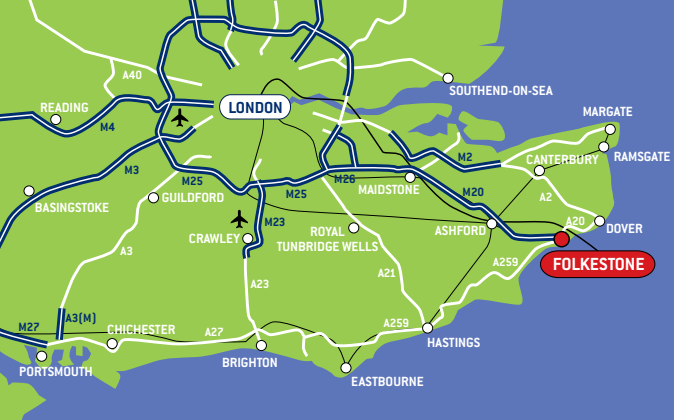 A40
SOUTHEND-ON-SEA
READING
LONDON
MARGATE
M4
M3
M2
CANTERBURY
RAMSGATE
M25
M25
M26
MAIDSTONE
M20
BASINGSTOKE
GUILDFORD
A2
M23
A20
DOVER
CRAWLEY
ROYAL
TUNBRIDGE WELLS
ASHFORD
A3
A259
FOLKESTONE
A21
A23
A3(M)
M27
CHICHESTER
A27
A259
HASTINGS
PORTSMOUTH
BRIGHTON
EASTBOURNE